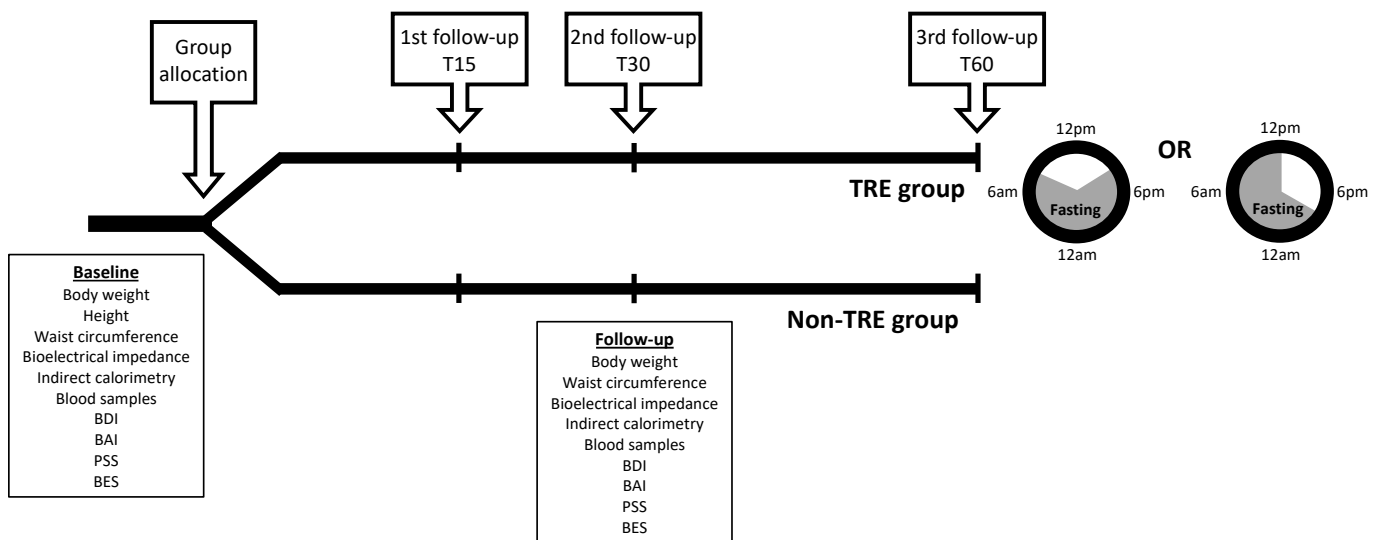 Group
allocation
1st follow-up
T15
2nd follow-up
T30
3rd follow-up
T60
12pm
6am
6pm
Fasting
12am
OR
12pm
6am
6pm
Fasting
12am
TRE group
Non-TRE group
Baseline
Body weight
Height
Waist circumference
Bioelectrical impedance
Indirect calorimetry
Blood samples
BDI
BAI
PSS
BES
Follow-up
Body weight
Waist circumference
Bioelectrical impedance
Indirect calorimetry
Blood samples
BDI
BAI
PSS
BES